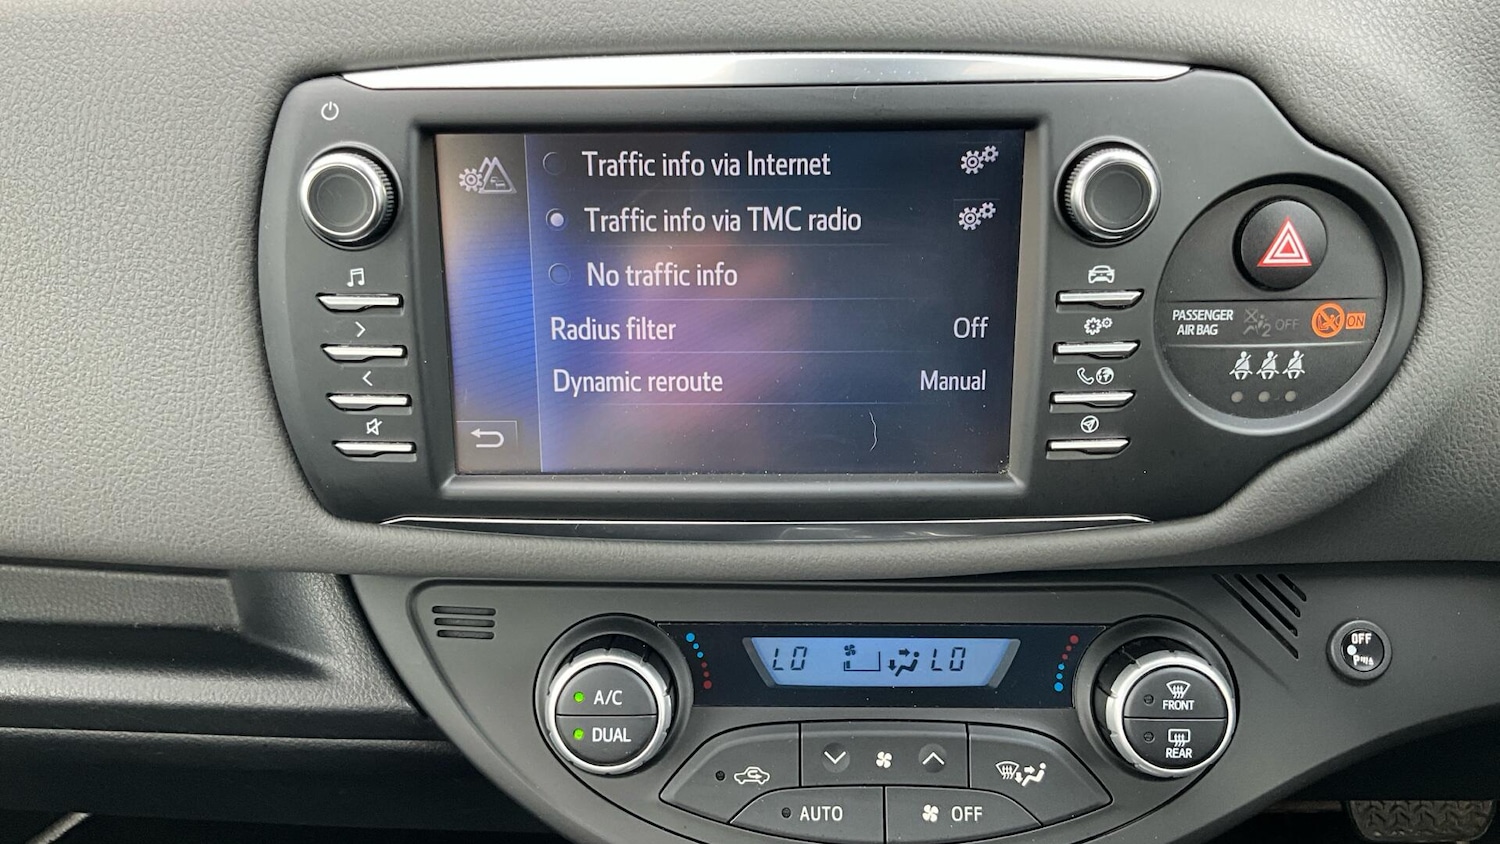 Traffic info via Internet
Traffic info via TMC radio
No traffic info
Radius filter Off
Dynamic reroute Manual
PASSENGER
AIR BAG
2 OFF
ON
LO LO
A/C
DUAL
FRONT
REAR
AUTO
OFF
OFF
P